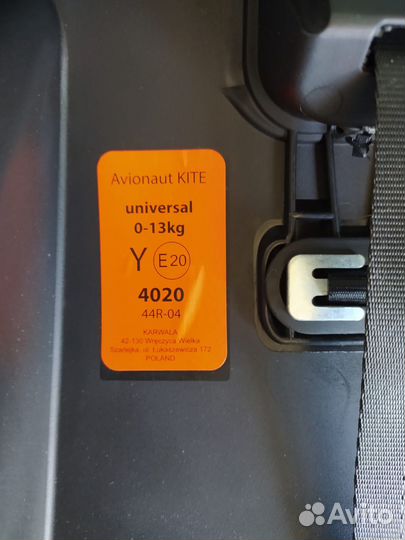 Avionaut KITE
universal
0-13kg
Y E20
4020
44R-04
KARWALA
42-130 Wręczyca Wielka
Szarlejka, ul. Łukaszewicza 172
POLAND
Avito